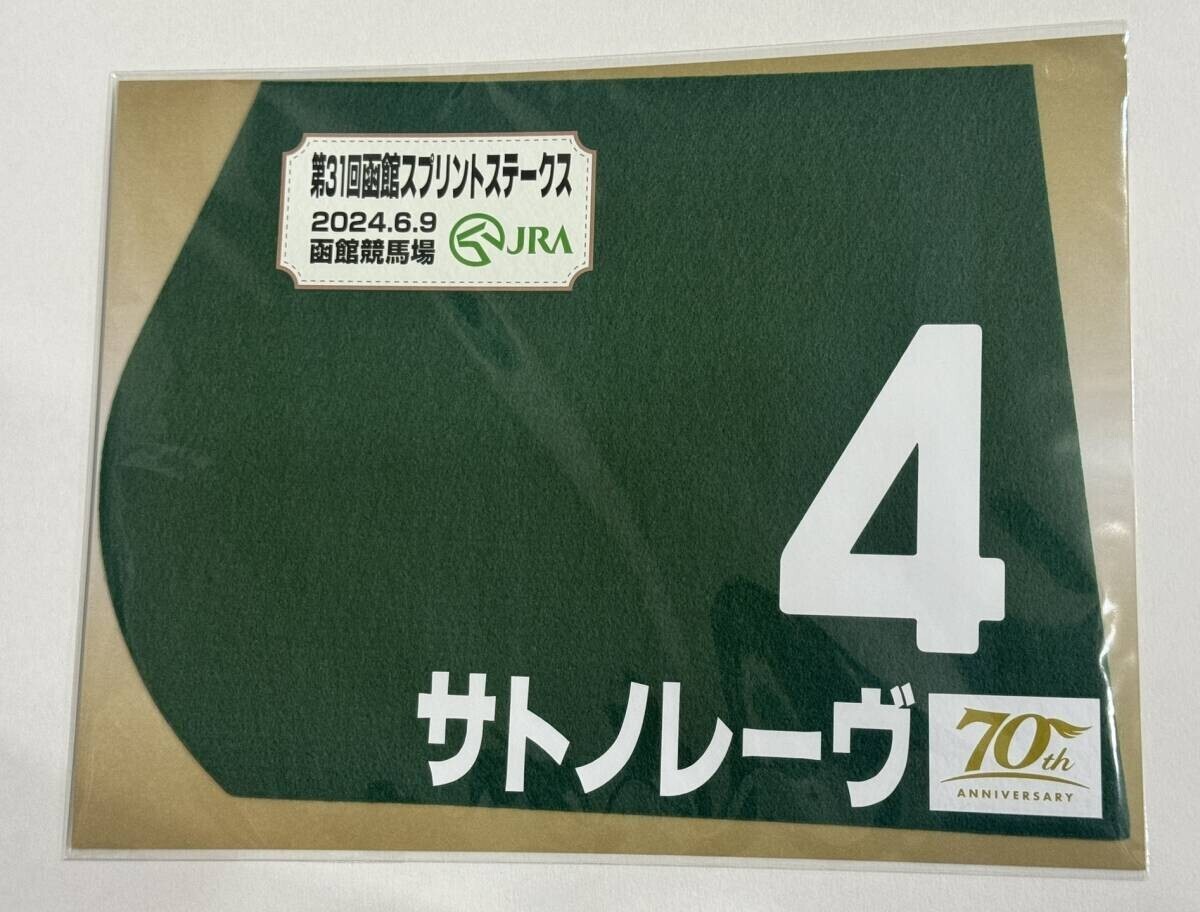 第31回函館スプリントステークス
2024.6.9
函館競馬場
JRA
4
サトノレーヴ
70th
ANNIVERSARY